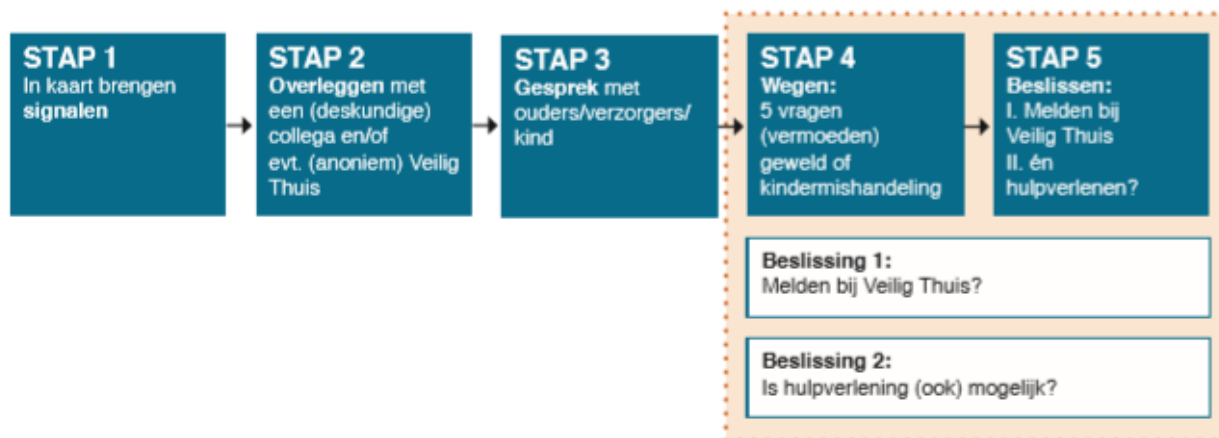 STAP 1
In kaart brengen
signalen
STAP 2
Overleggen met
een (deskundige)
collega en/of
evt. (anoniem) Veilig
Thuis
STAP 3
Gesprek met
ouders/verzorgers/
kind
STAP 4
Wegen:
5 vragen
(vermoeden)
geweld of
kindermishandeling
STAP 5
Beslissen:
I. Melden bij
Veilig Thuis
II. én
hulpverlenen?
Beslissing 1:
Melden bij Veilig Thuis?
Beslissing 2:
Is hulpverlening (ook) mogelijk?